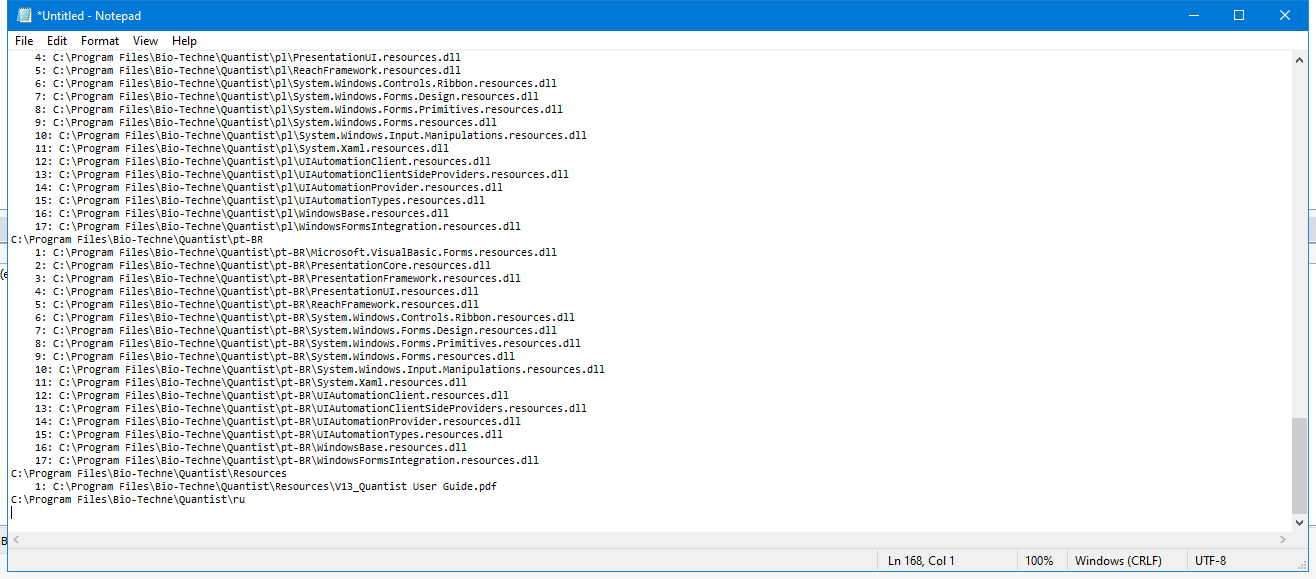 *Untitled - Notepad
File Edit Format View Help
4: C:\Program Files\Bio-Techne\Quantist\pl\PresentationUI.resources.dll
5: C:\Program Files\Bio-Techne\Quantist\pl\ReachFramework.resources.dll
6: C:\Program Files\Bio-Techne\Quantist\pl\System.Windows.Controls.Ribbon.resources.dll
7: C:\Program Files\Bio-Techne\Quantist\pl\System.Windows.Forms.Design.resources.dll
8: C:\Program Files\Bio-Techne\Quantist\pl\System.Windows.Forms.Primitives.resources.dll
9: C:\Program Files\Bio-Techne\Quantist\pl\System.Windows.Forms.resources.dll
10: C:\Program Files\Bio-Techne\Quantist\pl\System.Windows.Input.Manipulations.resources.dll
11: C:\Program Files\Bio-Techne\Quantist\pl\System.Xaml.resources.dll
12: C:\Program Files\Bio-Techne\Quantist\pl\UIAutomationClient.resources.dll
13: C:\Program Files\Bio-Techne\Quantist\pl\UIAutomationClientSideProviders.resources.dll
14: C:\Program Files\Bio-Techne\Quantist\pl\UIAutomationProvider.resources.dll
15: C:\Program Files\Bio-Techne\Quantist\pl\UIAutomationTypes.resources.dll
16: C:\Program Files\Bio-Techne\Quantist\pl\WindowsBase.resources.dll
17: C:\Program Files\Bio-Techne\Quantist\pl\WindowsFormsIntegration.resources.dll
C:\Program Files\Bio-Techne\Quantist\pt-BR
1: C:\Program Files\Bio-Techne\Quantist\pt-BR\Microsoft.VisualBasic.Forms.resources.dll
2: C:\Program Files\Bio-Techne\Quantist\pt-BR\PresentationCore.resources.dll
3: C:\Program Files\Bio-Techne\Quantist\pt-BR\PresentationFramework.resources.dll
4: C:\Program Files\Bio-Techne\Quantist\pt-BR\PresentationUI.resources.dll
5: C:\Program Files\Bio-Techne\Quantist\pt-BR\ReachFramework.resources.dll
6: C:\Program Files\Bio-Techne\Quantist\pt-BR\System.Windows.Controls.Ribbon.resources.dll
7: C:\Program Files\Bio-Techne\Quantist\pt-BR\System.Windows.Forms.Design.resources.dll
8: C:\Program Files\Bio-Techne\Quantist\pt-BR\System.Windows.Forms.Primitives.resources.dll
9: C:\Program Files\Bio-Techne\Quantist\pt-BR\System.Windows.Forms.resources.dll
10: C:\Program Files\Bio-Techne\Quantist\pt-BR\System.Windows.Input.Manipulations.resources.dll
11: C:\Program Files\Bio-Techne\Quantist\pt-BR\System.Xaml.resources.dll
12: C:\Program Files\Bio-Techne\Quantist\pt-BR\UIAutomationClient.resources.dll
13: C:\Program Files\Bio-Techne\Quantist\pt-BR\UIAutomationClientSideProviders.resources.dll
14: C:\Program Files\Bio-Techne\Quantist\pt-BR\UIAutomationProvider.resources.dll
15: C:\Program Files\Bio-Techne\Quantist\pt-BR\UIAutomationTypes.resources.dll
16: C:\Program Files\Bio-Techne\Quantist\pt-BR\WindowsBase.resources.dll
17: C:\Program Files\Bio-Techne\Quantist\pt-BR\WindowsFormsIntegration.resources.dll
C:\Program Files\Bio-Techne\Quantist\Resources
1: C:\Program Files\Bio-Techne\Quantist\Resources\V13_Quantist User Guide.pdf
C:\Program Files\Bio-Techne\Quantist\ru
Ln 168, Col 1 100% Windows (CRLF) UTF-8